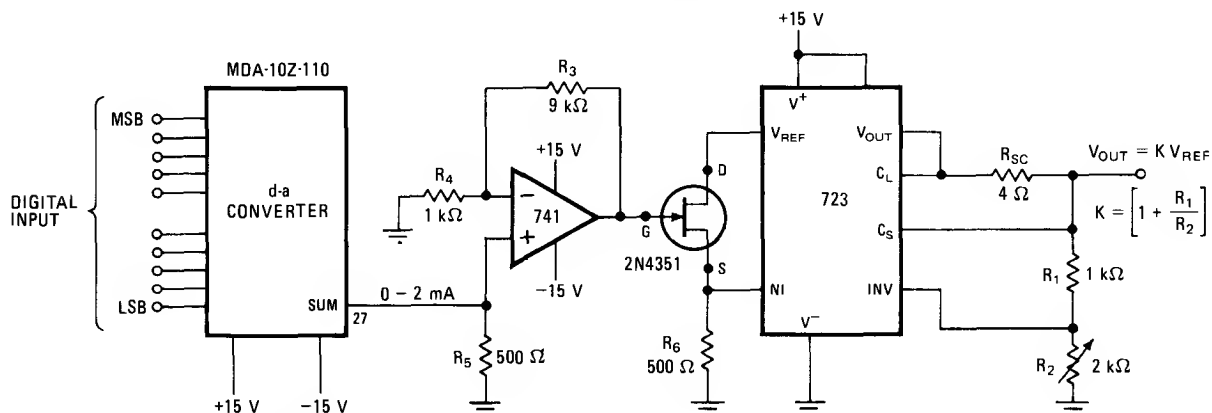 MDA-10Z-110
DIGITAL
INPUT
MSB
LSB
d-a
CONVERTER
SUM
27
+15 V
−15 V
0 − 2 mA
R5
500 Ω
R4
1 kΩ
R3
9 kΩ
+15 V
−
741
+
−15 V
G
D
S
2N4351
R6
500 Ω
+15 V
V+
VREF
VOUT
CL
723
CS
NI
INV
V−
RSC
4 Ω
VOUT = K VREF
K = [1 + R1/R2]
R1
1 kΩ
R2
2 kΩ